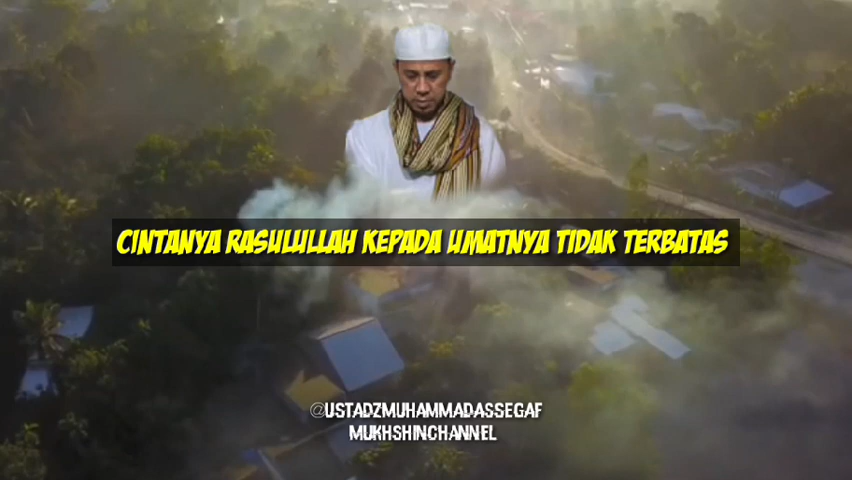 CINTANYA RASULULLAH KEPADA UMATNYA TIDAK TERBATAS
@USTADZMUHAMMADASSEGAF
MUKHSHINCHANNEL